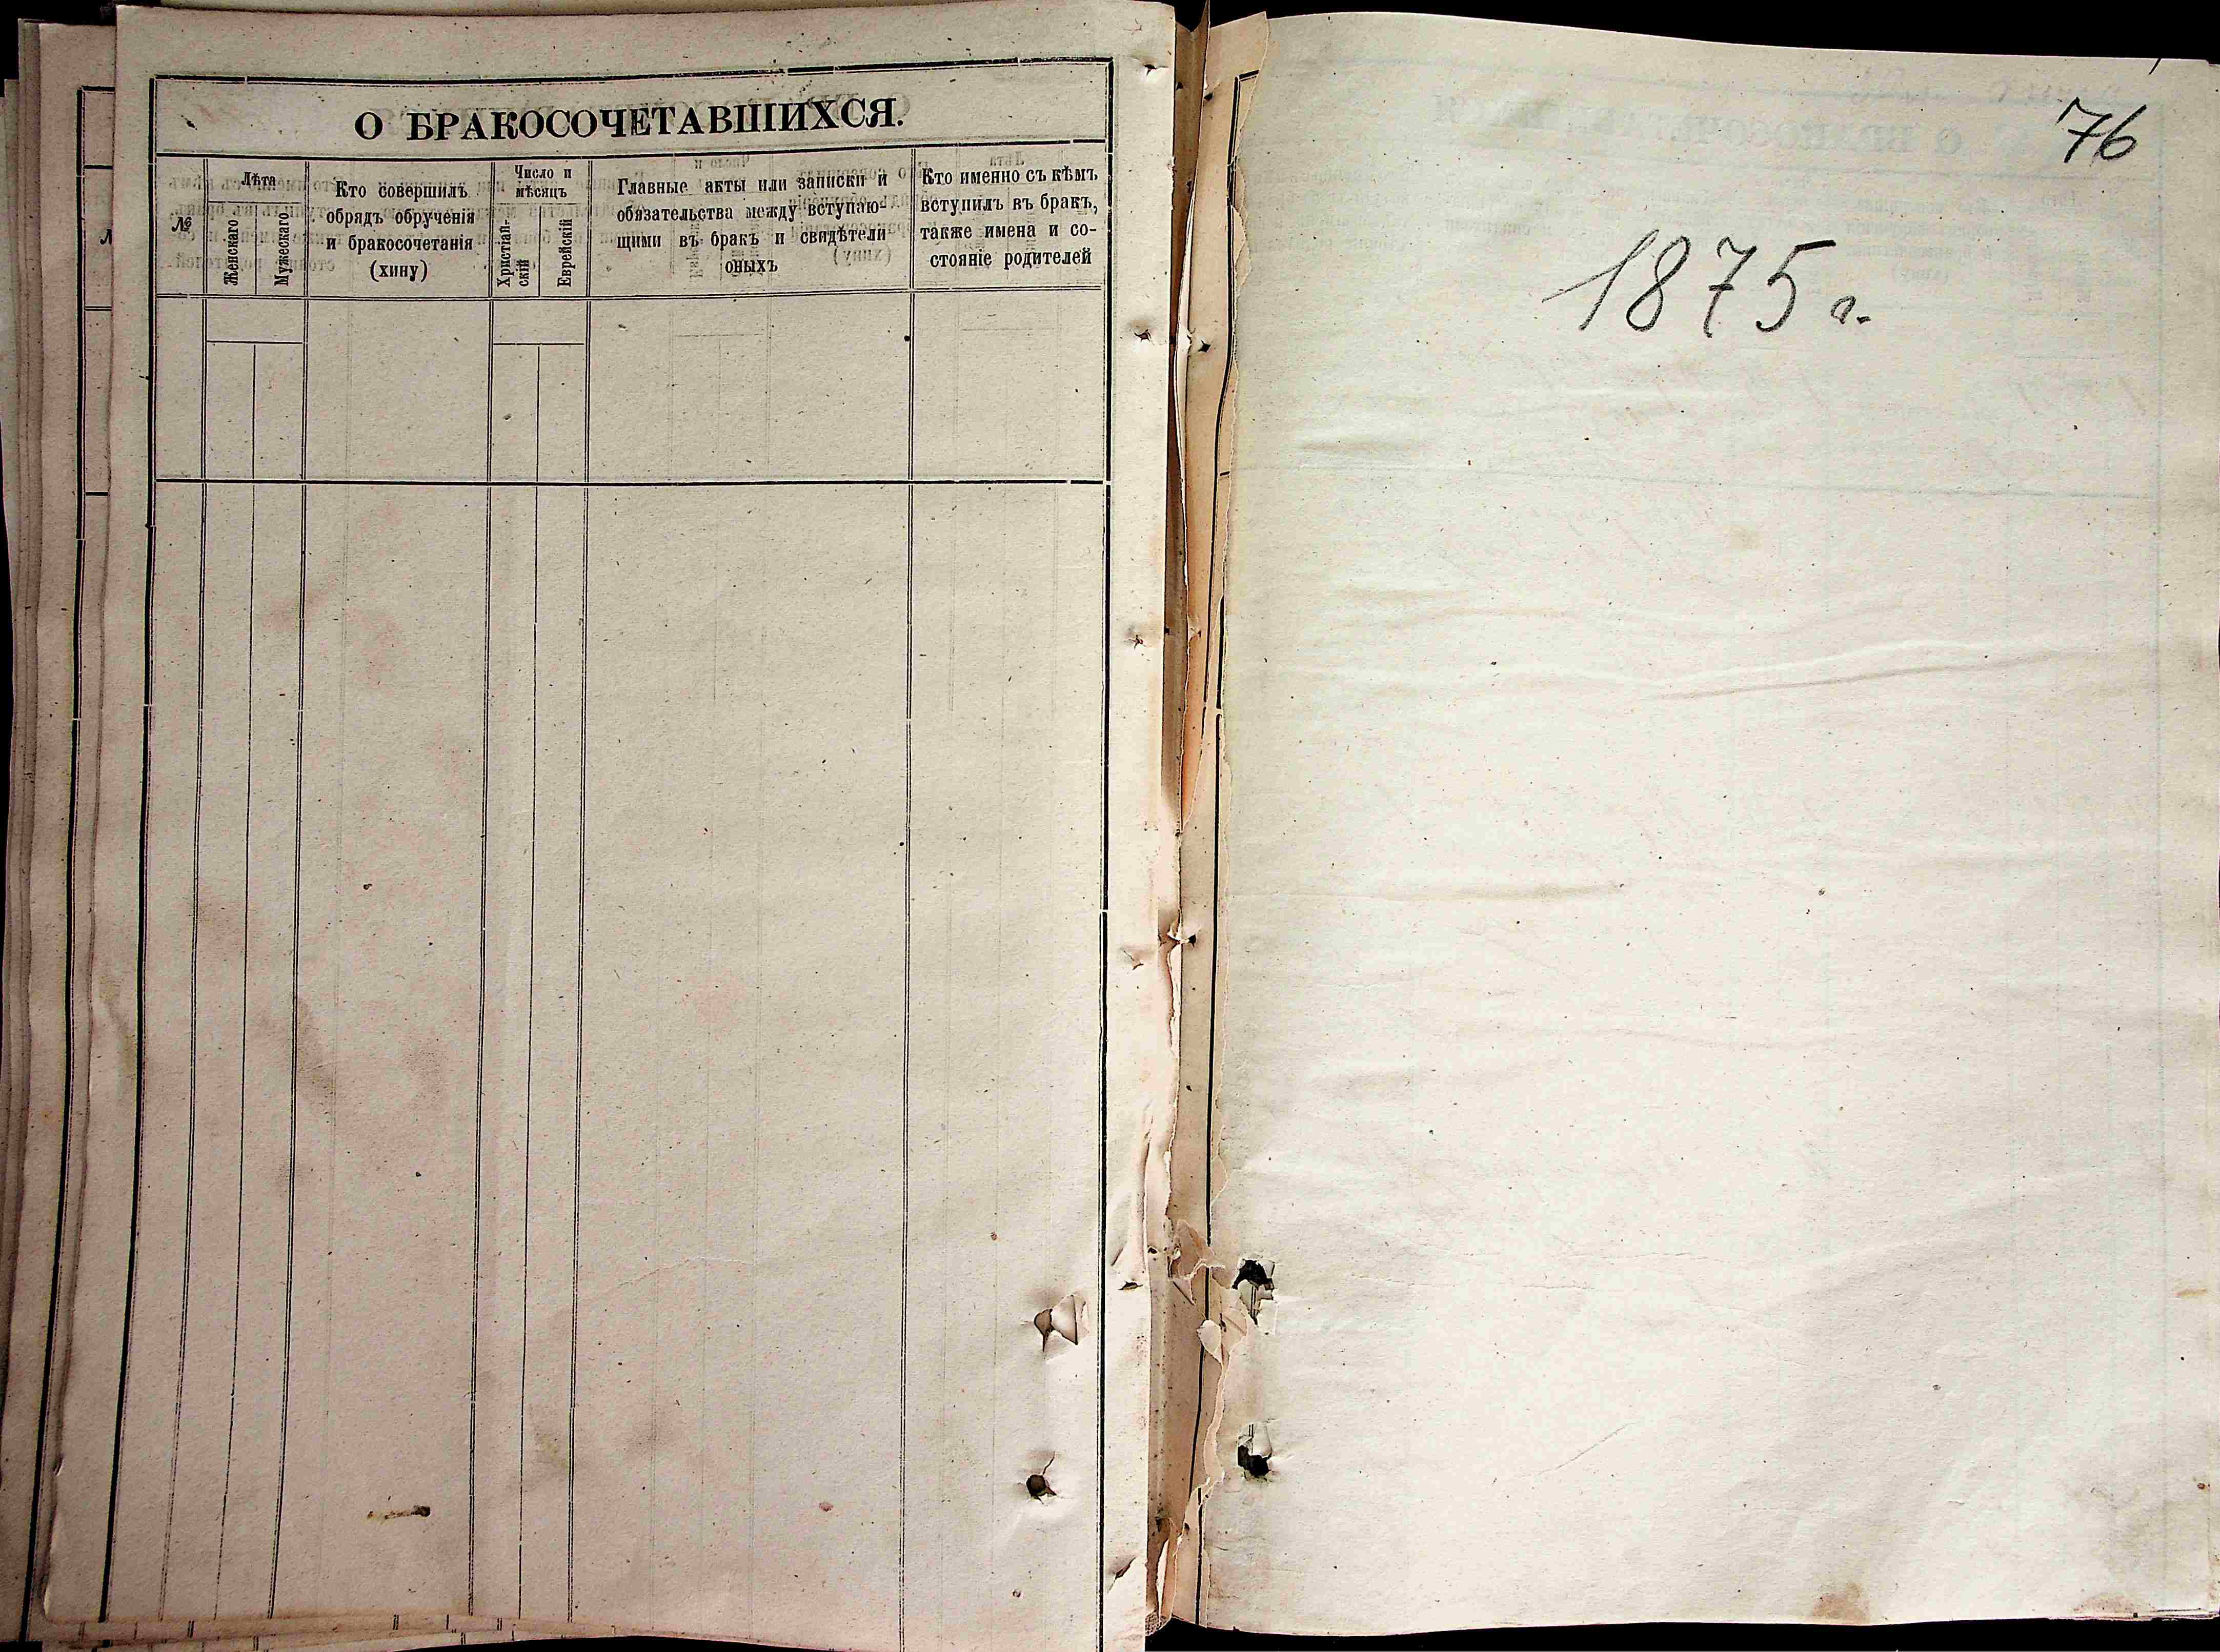 О БРАКОСОЧЕТАВШИХСЯ.
№
Лѣта
Женскаго
Мужескаго
Кто совершилъ
обрядъ обрученія
и бракосочетанія
(хину)
Число и
мѣсяцъ
Христіан-
скій
Еврейскій
Главные акты или записки и
обязательства между вступаю-
щими въ бракъ и свидѣтели
оныхъ
Кто именно съ кѣмъ
вступилъ въ бракъ,
также имена и со-
стояніе родителей
76
1875 г.